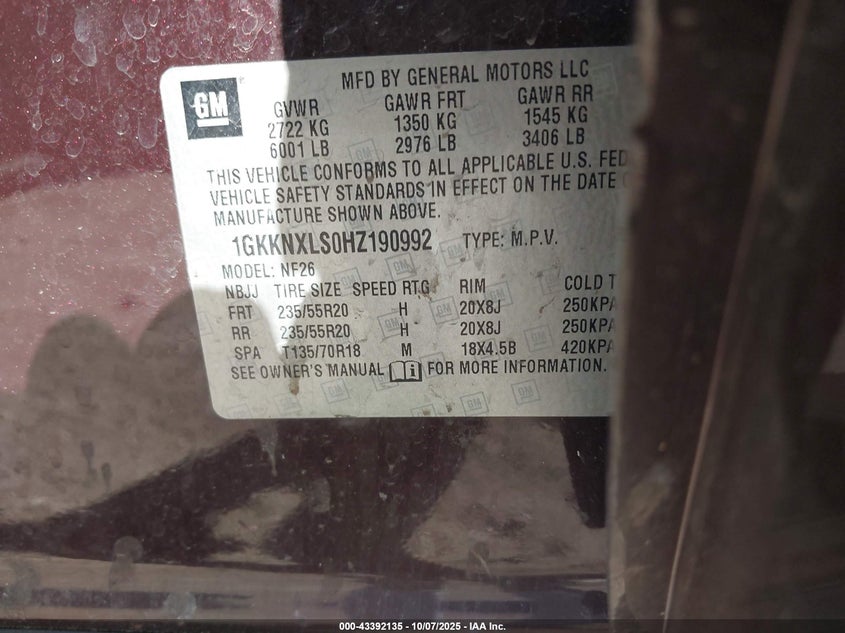 GM
MFD BY GENERAL MOTORS LLC
GVWR GAWR FRT GAWR RR
2722 KG 1350 KG 1545 KG
6001 LB 2976 LB 3406 LB
THIS VEHICLE CONFORMS TO ALL APPLICABLE U.S. FED
VEHICLE SAFETY STANDARDS IN EFFECT ON THE DATE
MANUFACTURE SHOWN ABOVE.
1GKKNXLS0HZ190992 TYPE: M.P.V.
MODEL: NF26
NBJJ TIRE SIZE SPEED RTG RIM COLD T
FRT 235/55R20 H 20X8J 250KPA
RR 235/55R20 H 20X8J 250KPA
SPA T135/70R18 M 18X4.5B 420KPA
SEE OWNER'S MANUAL FOR MORE INFORMATION.
000-43392135 - 10/07/2025 - IAA Inc.